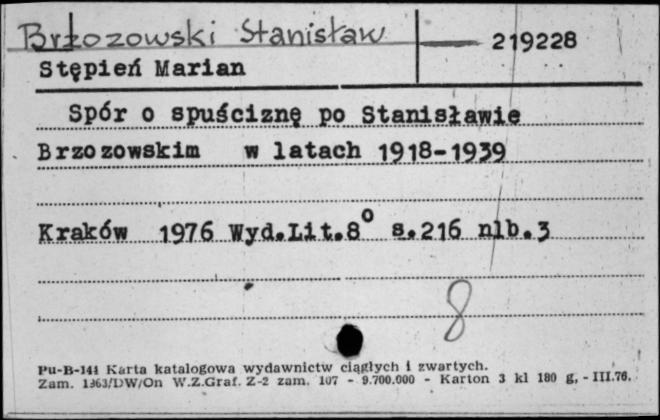 Brzozowski Stanisław — 219228
Stępień Marian
Spór o spuściznę po Stanisławie
Brzozowskim w latach 1918-1939
Kraków 1976 Wyd.Lit.8° s.216 nlb.3
8
Pu-B-144 Karta katalogowa wydawnictw ciągłych i zwartych.
Zam. 1363/DW/On W.Z.Graf. Z-2 zam. 107 - 9.700.000 - Karton 3 kl 180 g. - III.76.